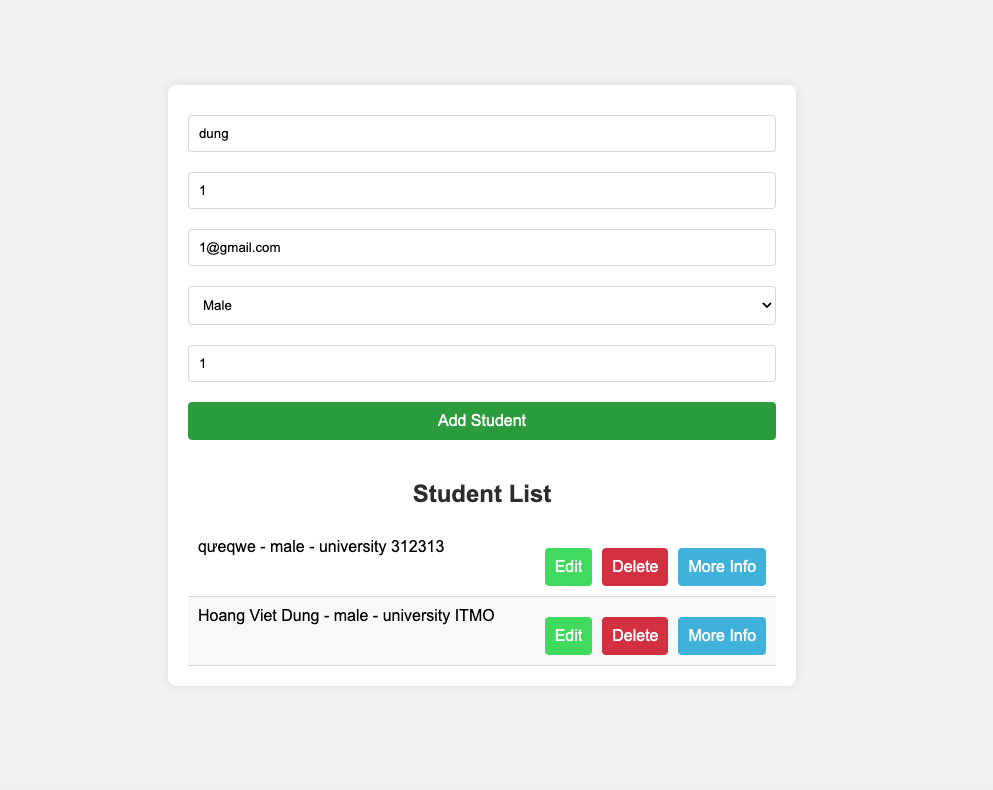 dung
1
1@gmail.com
Male
1
Add Student
Student List
qưeqwe - male - university 312313
Edit Delete More Info
Hoang Viet Dung - male - university ITMO
Edit Delete More Info